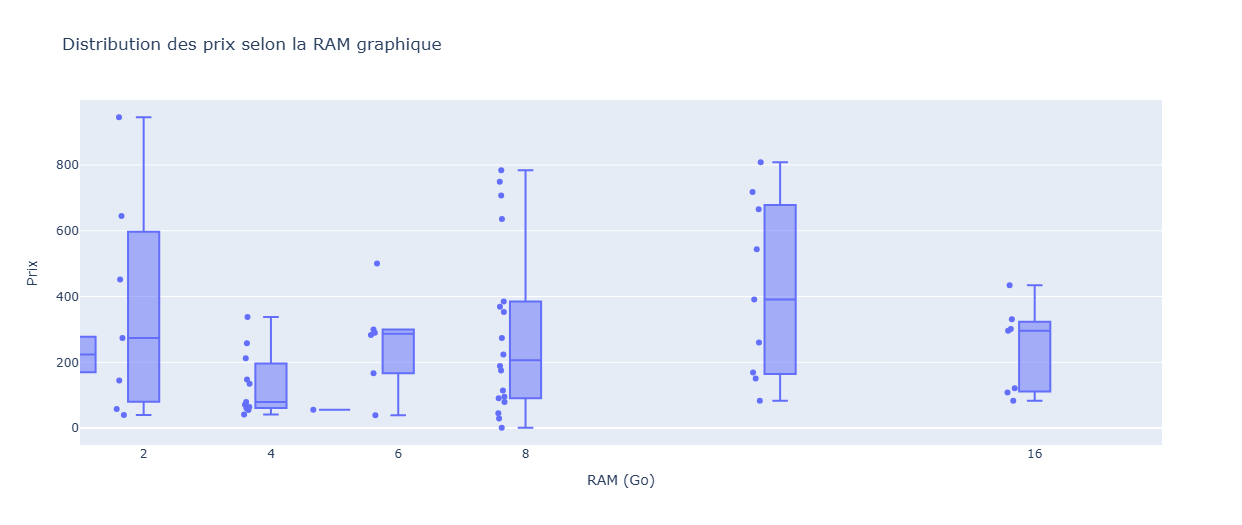 Distribution des prix selon la RAM graphique
Prix
800
600
400
200
0
2 4 6 8 16
RAM (Go)